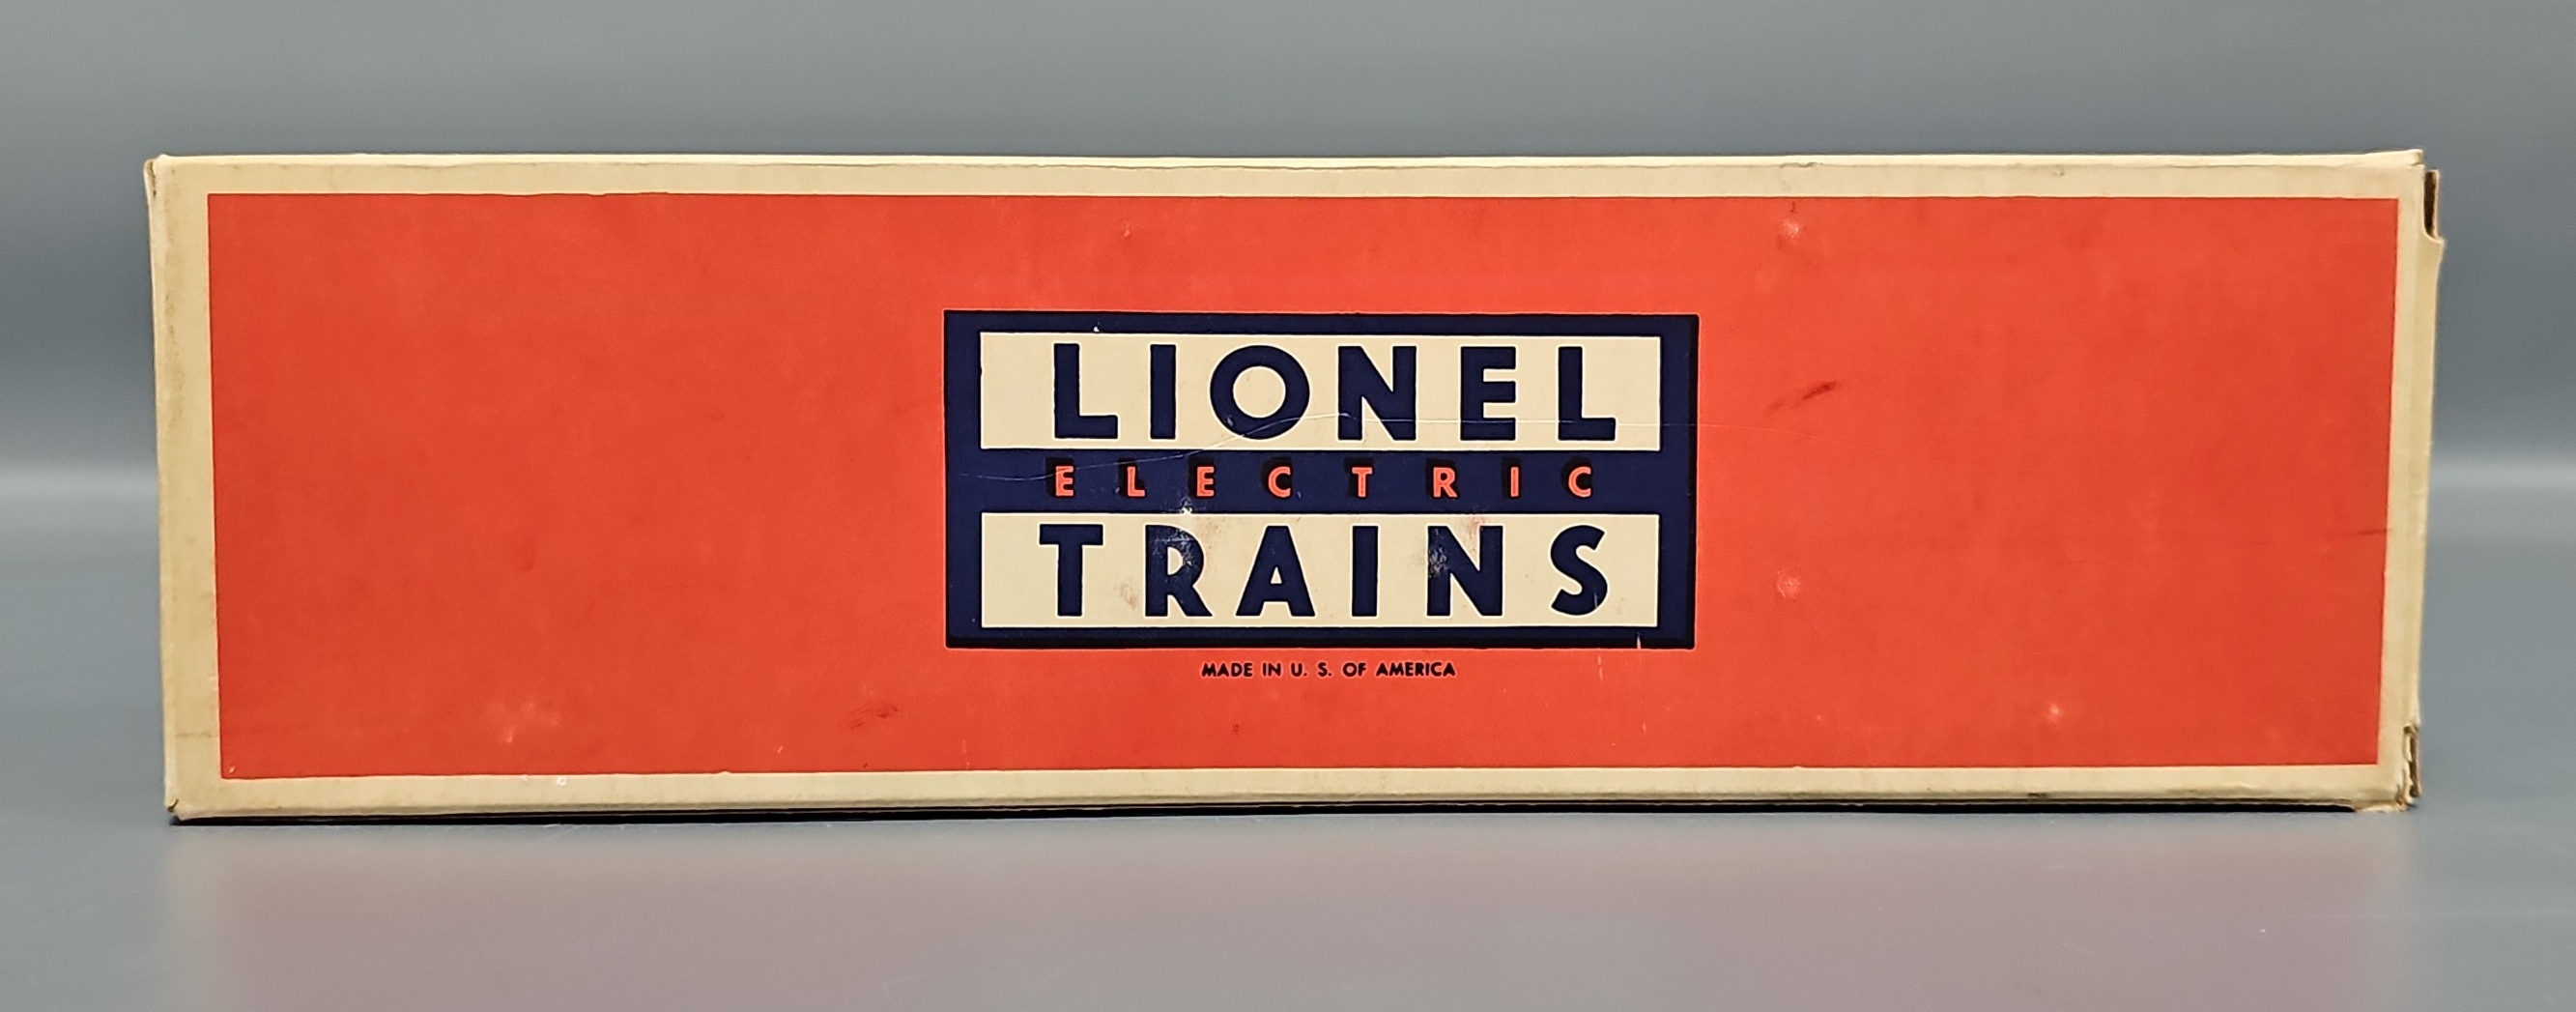 LIONEL
ELECTRIC
TRAINS
MADE IN U. S. OF AMERICA